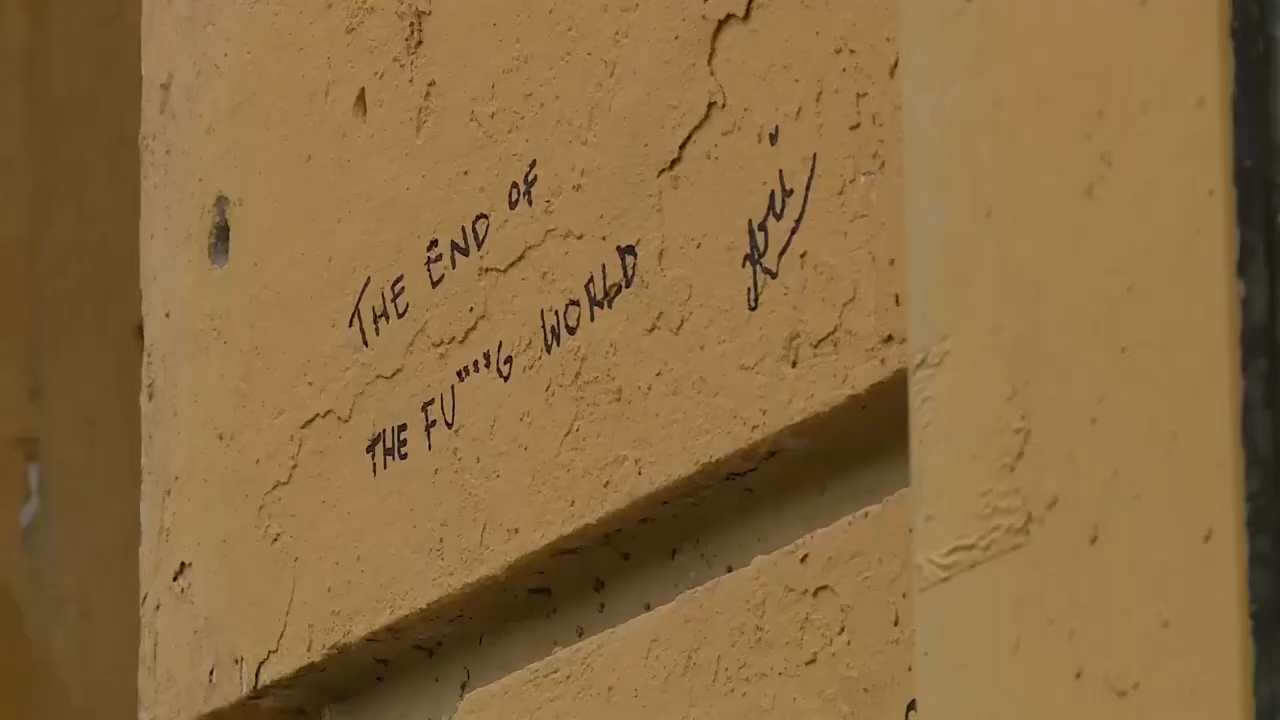 THE END OF
THE FU****G WORLD